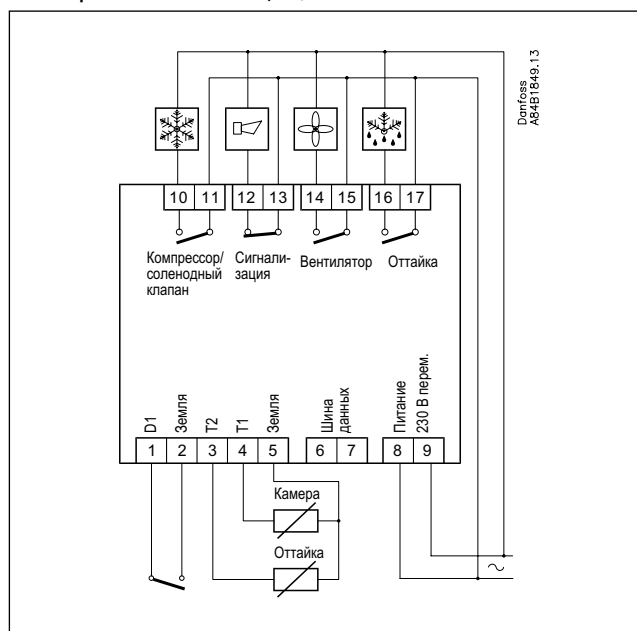 Danfoss
A84B1849.13
10 11 12 13 14 15 16 17
Компрессор/
соленодный
клапан
Сигнали-
зация
Вентилятор
Оттайка
D1
Земля
T2
T1
Земля
Шина
данных
Питание
230 В перем.
1 2 3 4 5 6 7 8 9
Камера
Оттайка
~